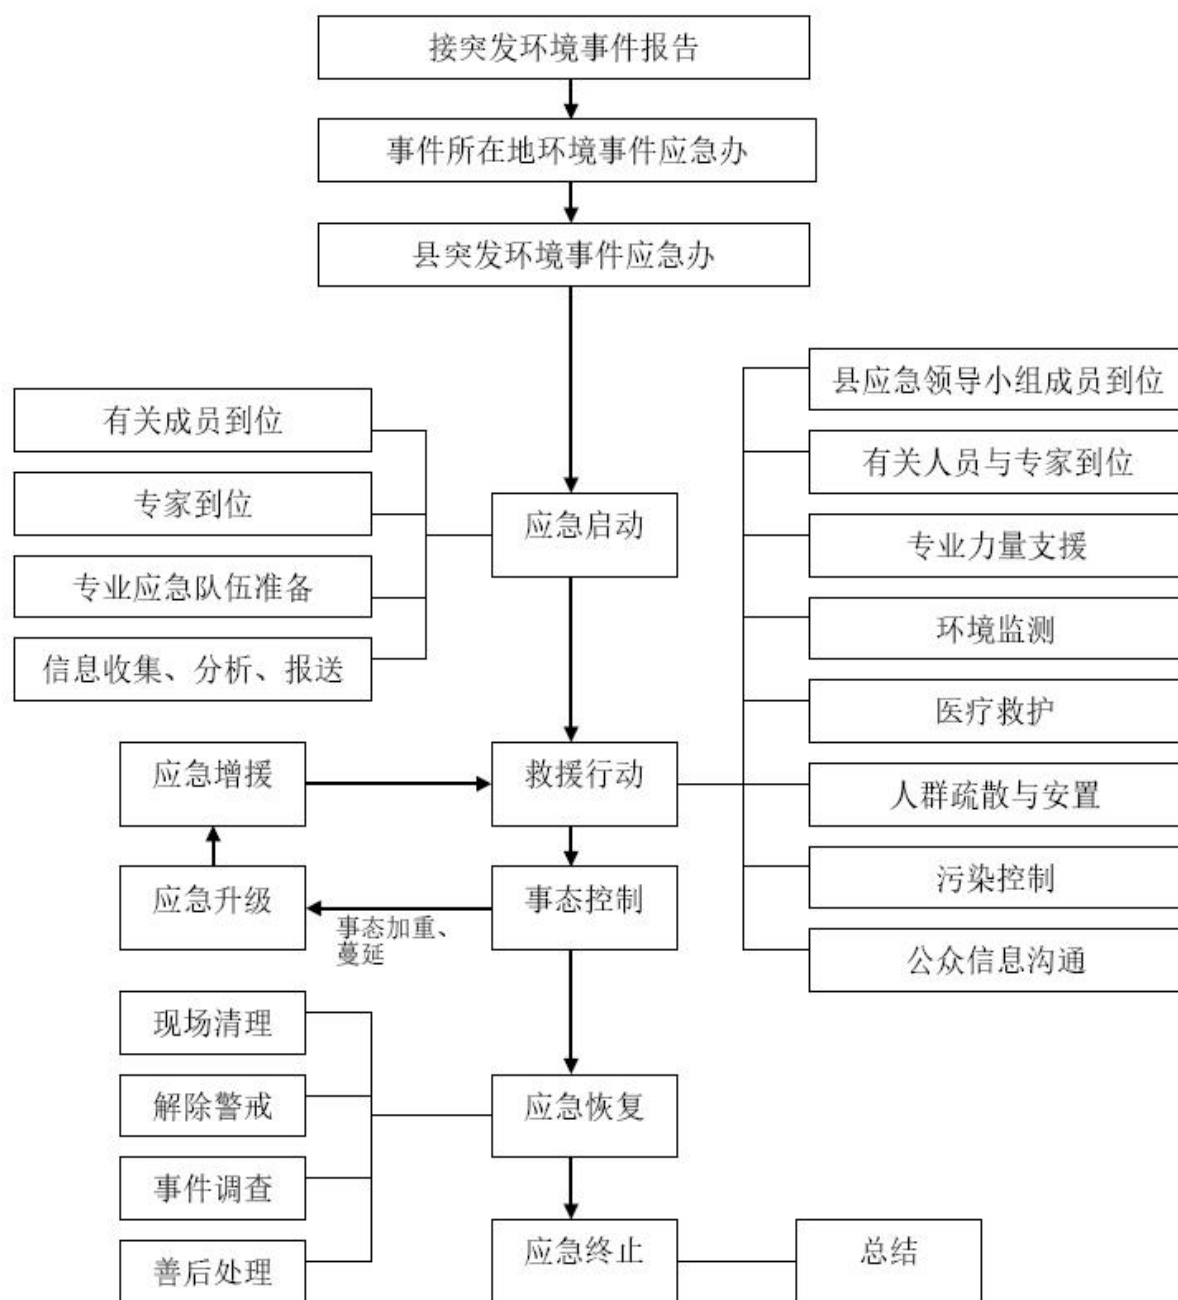 接突发环境事件报告
事件所在地环境事件应急办
县突发环境事件应急办
县应急领导小组成员到位
有关成员到位
有关人员与专家到位
专家到位
应急启动
专业力量支援
专业应急队伍准备
环境监测
信息收集、分析、报送
医疗救护
应急增援
救援行动
人群疏散与安置
应急升级
事态控制
污染控制
事态加重、
蔓延
公众信息沟通
现场清理
解除警戒
应急恢复
事件调查
善后处理
应急终止
总结